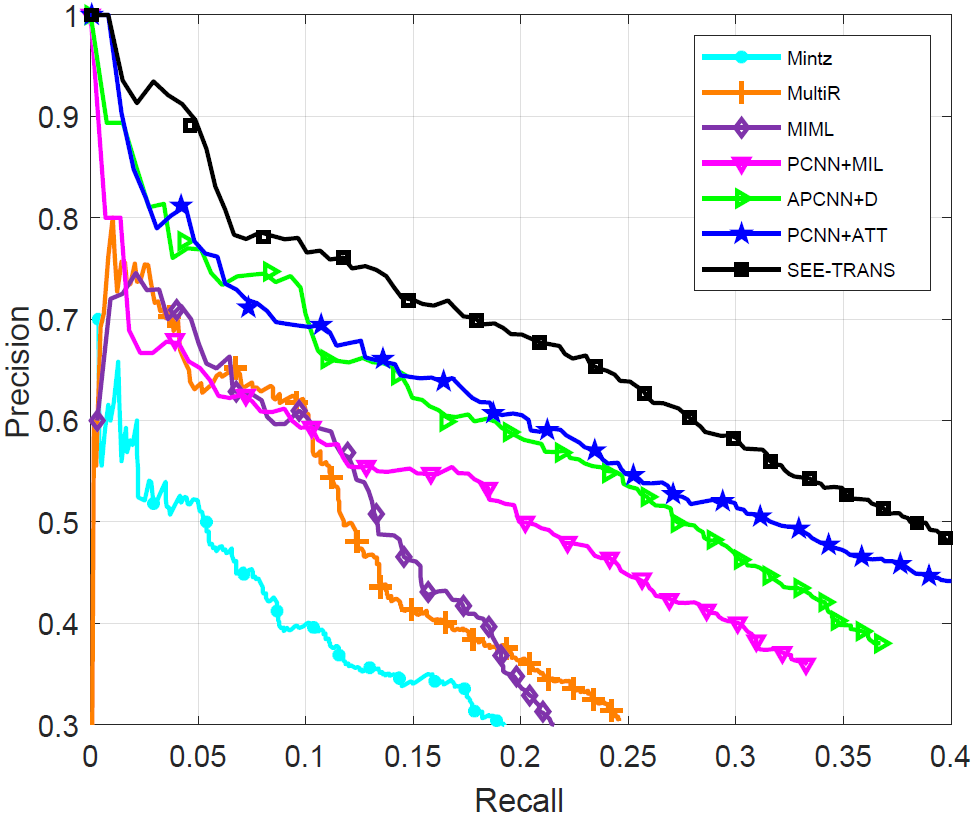 Precision
1
0.9
0.8
0.7
0.6
0.5
0.4
0.3
Mintz
MultiR
MIML
PCNN+MIL
APCNN+D
PCNN+ATT
SEE-TRANS
0 0.05 0.1 0.15 0.2 0.25 0.3 0.35 0.4
Recall